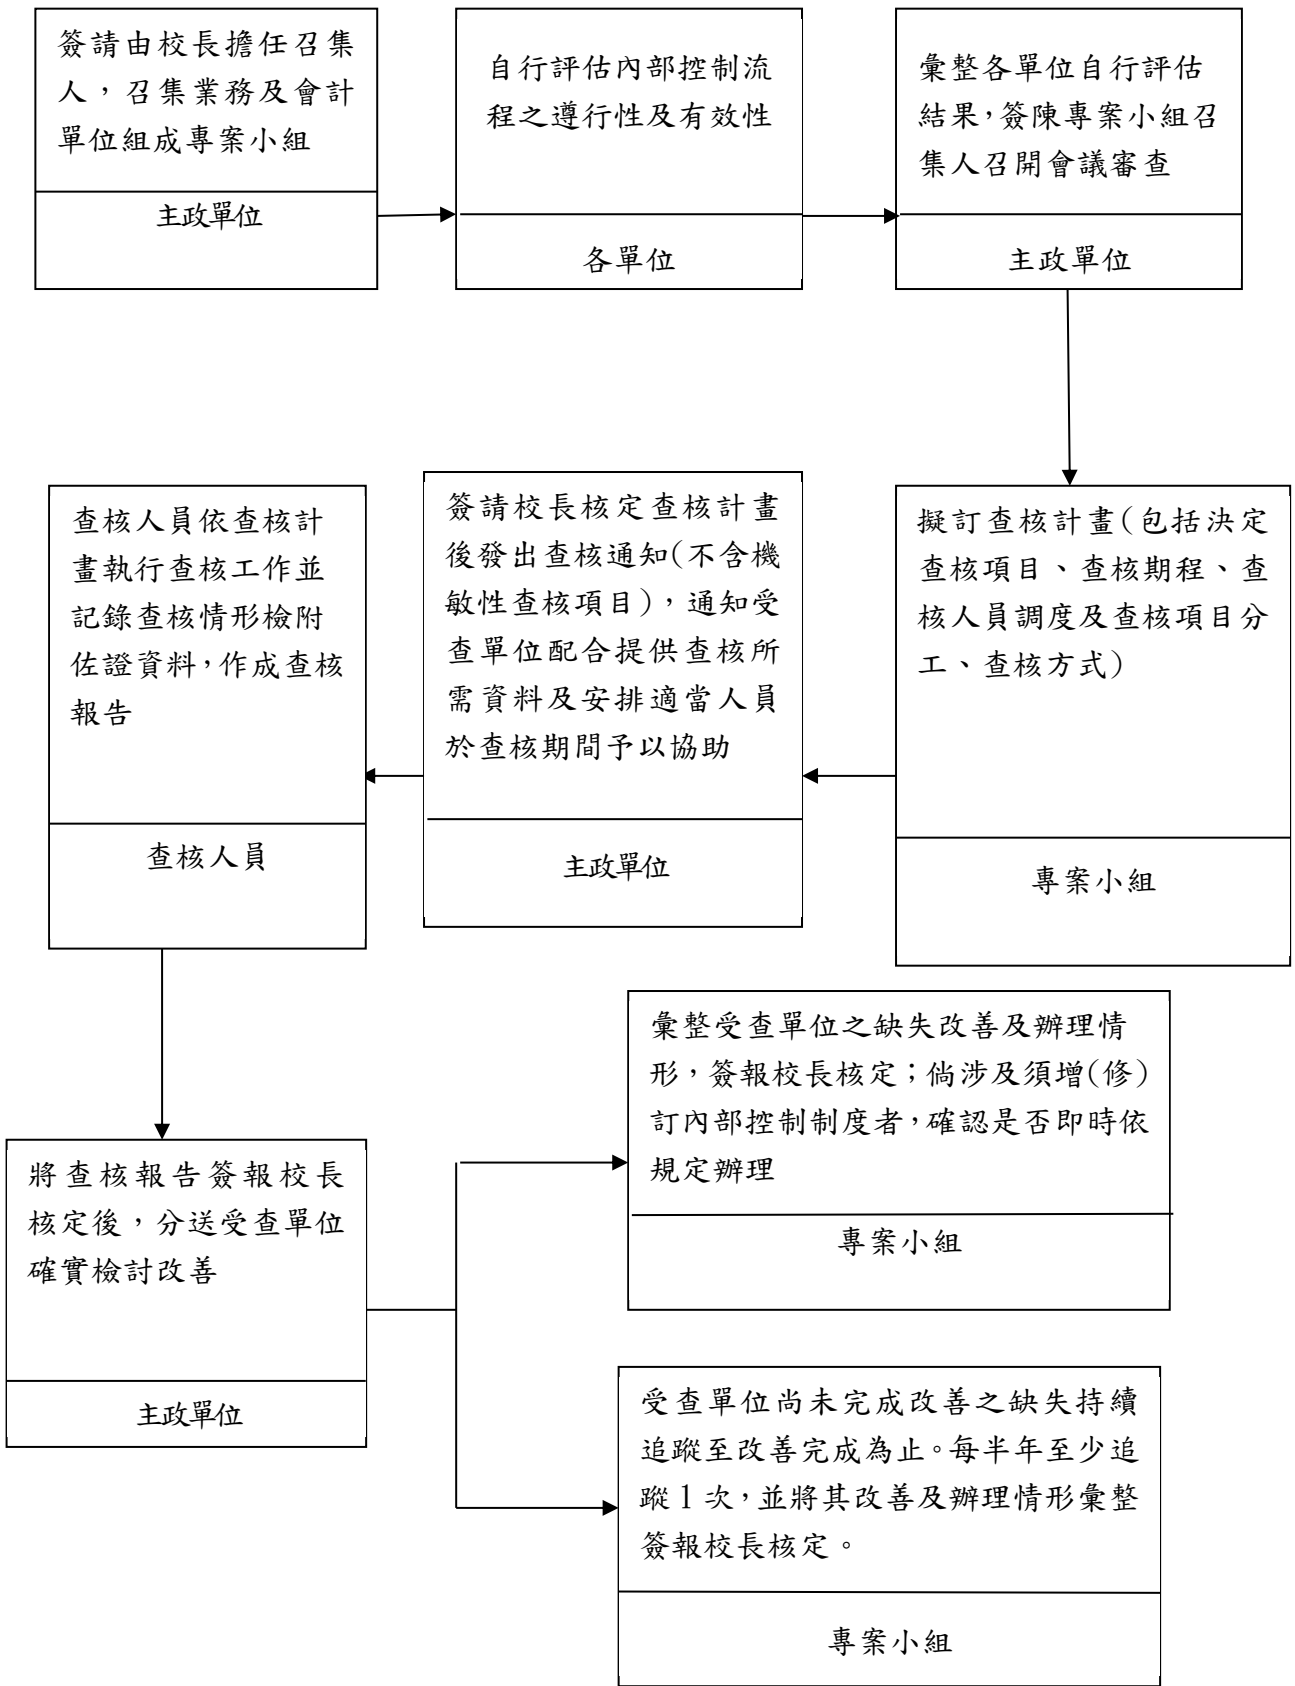 簽請由校長擔任召集
人，召集業務及會計
單位組成專案小組
主政單位
自行評估內部控制流
程之遵行性及有效性
各單位
彙整各單位自行評估
結果，簽陳專案小組召
集人召開會議審查
主政單位
擬訂查核計畫(包括決定
查核項目、查核期程、查
核人員調度及查核項目分
工、查核方式)
專案小組
簽請校長核定查核計畫
後發出查核通知(不含機
敏性查核項目)，通知受
查單位配合提供查核所
需資料及安排適當人員
於查核期間予以協助
主政單位
查核人員依查核計
畫執行查核工作並
記錄查核情形檢附
佐證資料，作成查核
報告
查核人員
將查核報告簽報校長
核定後，分送受查單位
確實檢討改善
主政單位
彙整受查單位之缺失改善及辦理情
形，簽報校長核定；倘涉及須增(修)
訂內部控制制度者，確認是否即時依
規定辦理
專案小組
受查單位尚未完成改善之缺失持續
追蹤至改善完成為止。每半年至少追
蹤1次，並將其改善及辦理情形彙整
簽報校長核定。
專案小組